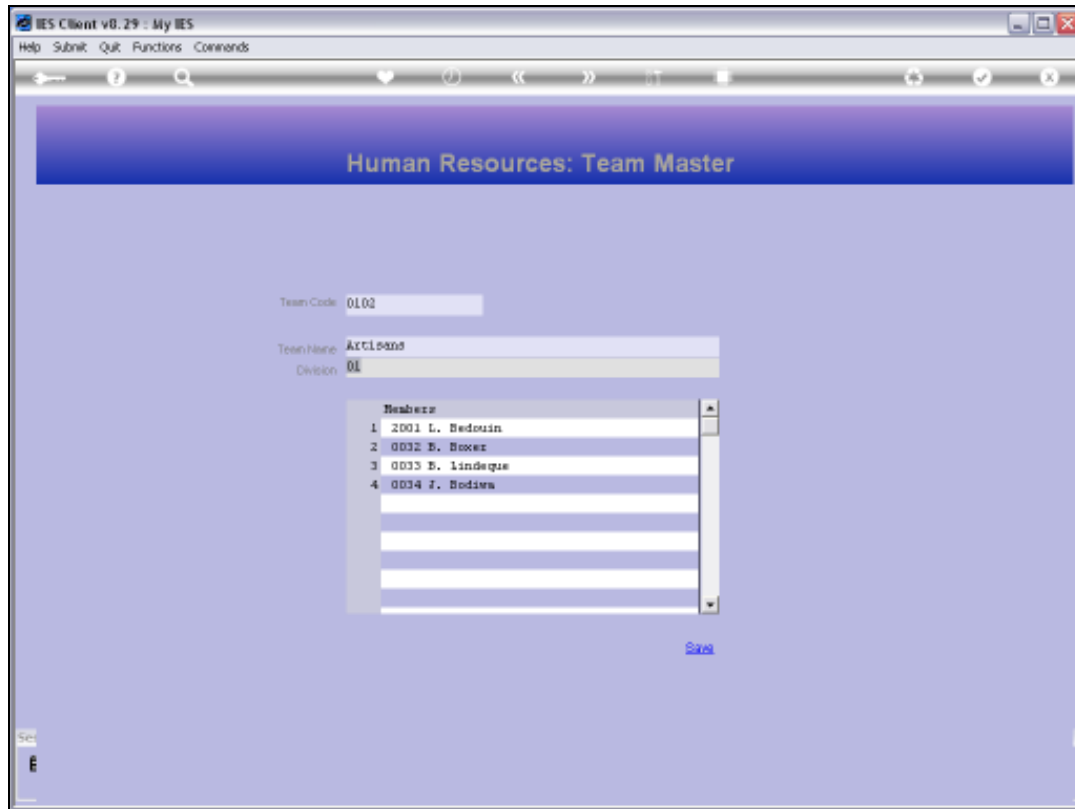 IES Client v8.29 : My IES
Help Submit Quit Functions Commands
Human Resources: Team Master
Team Code 0102
Team Name Artisans
Division 01
Members
1 2001 L. Bedouin
2 0032 B. Boxer
3 0033 B. lindeque
4 0034 J. Bodiwa
Save
Ses